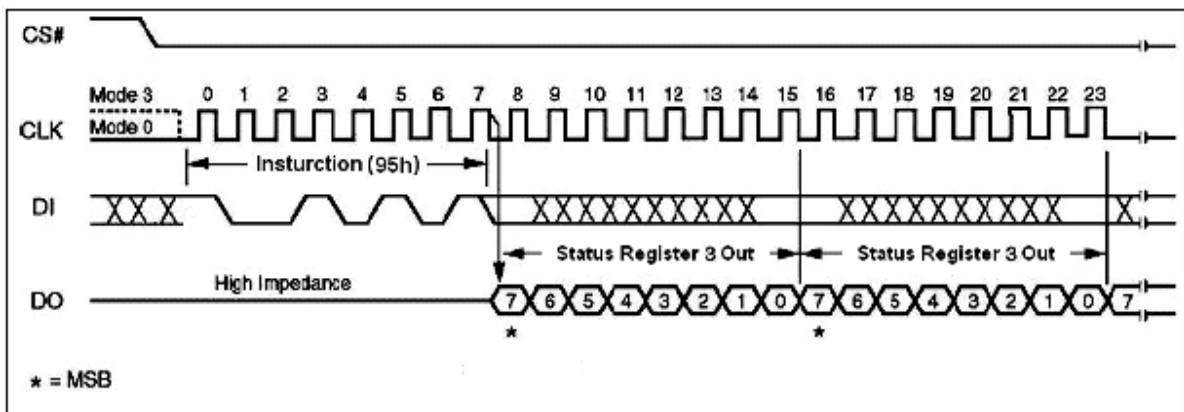 CS#
Mode 3
0 1 2 3 4 5 6 7 8 9 10 11 12 13 14 15 16 17 18 19 20 21 22 23
CLK
Mode 0
Insturction (95h)
DI
Status Register 3 Out
Status Register 3 Out
High Impedance
DO
7 6 5 4 3 2 1 0 7 6 5 4 3 2 1 0 7
* *
* = MSB